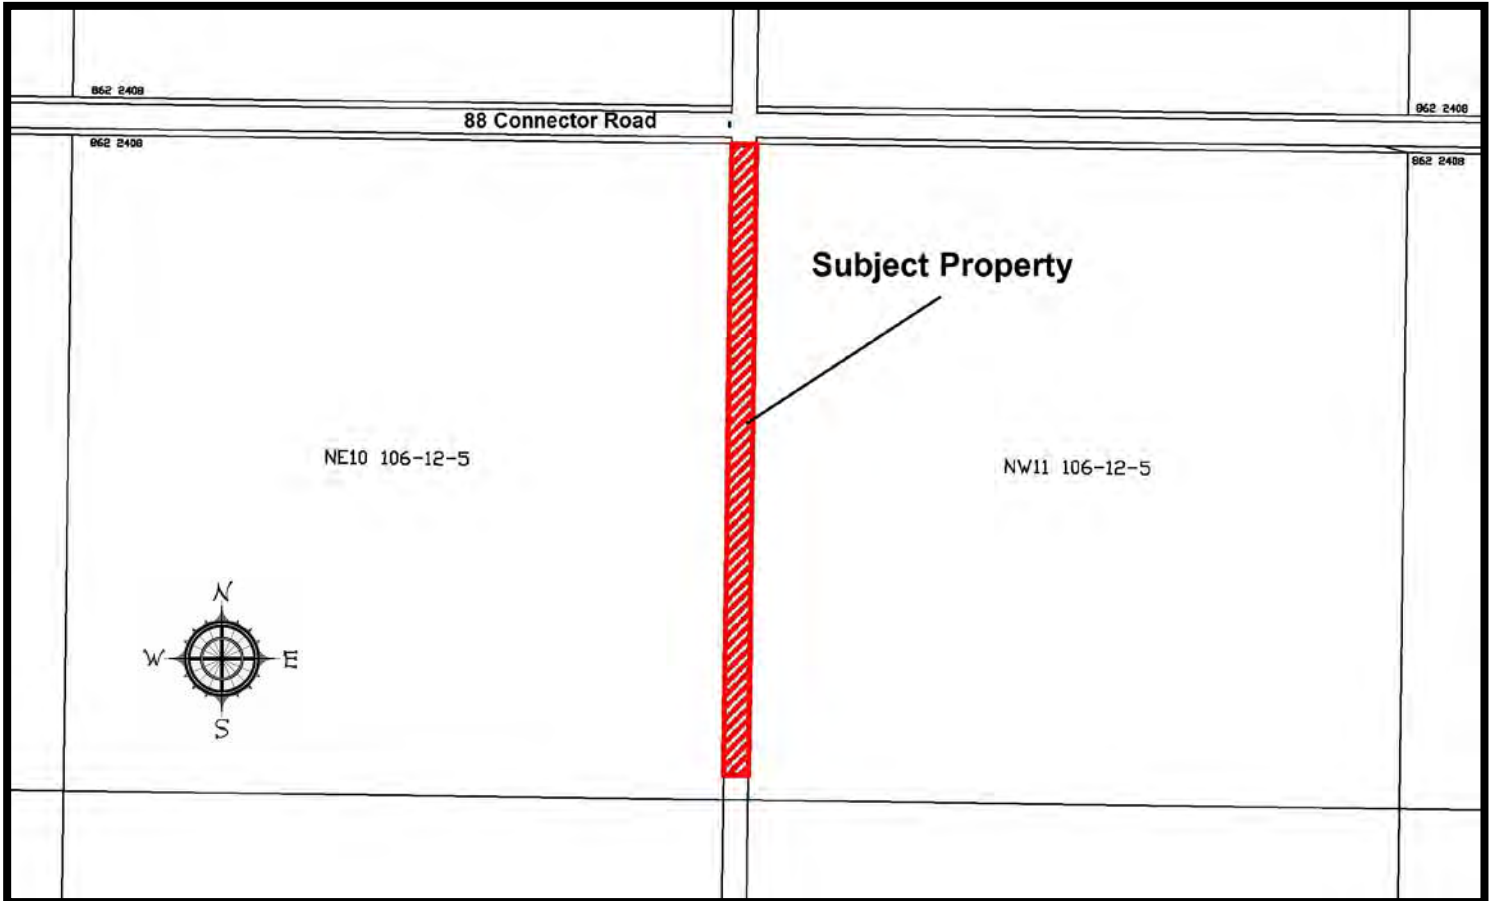 862 2408
862 2408
88 Connector Road
862 2408
862 2408
Subject Property
NE10 106-12-5
NW11 106-12-5
N
W
E
S